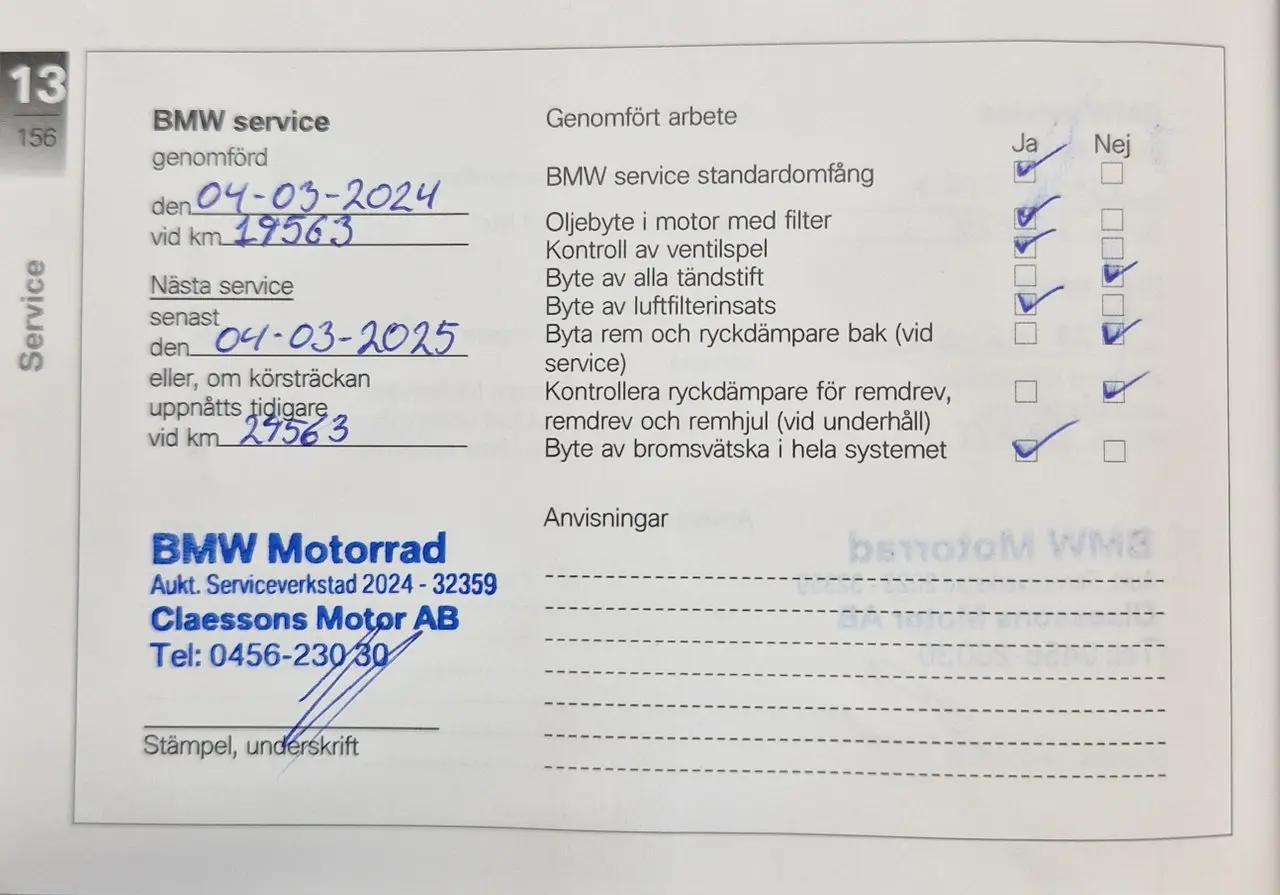 13
156
Service
BMW service
genomförd
den 04-03-2024
vid km 19563
Nästa service
senast
den 04-03-2025
eller, om körsträckan
uppnåtts tidigare
vid km 29563
BMW Motorrad
Aukt. Serviceverkstad 2024 - 32359
Claessons Motor AB
Tel: 0456-230 30
Stämpel, underskrift
Genomfört arbete
Ja Nej
BMW service standardomfång
Oljebyte i motor med filter
Kontroll av ventilspel
Byte av alla tändstift
Byte av luftfilterinsats
Byta rem och ryckdämpare bak (vid
service)
Kontrollera ryckdämpare för remdrev,
remdrev och remhjul (vid underhåll)
Byte av bromsvätska i hela systemet
Anvisningar